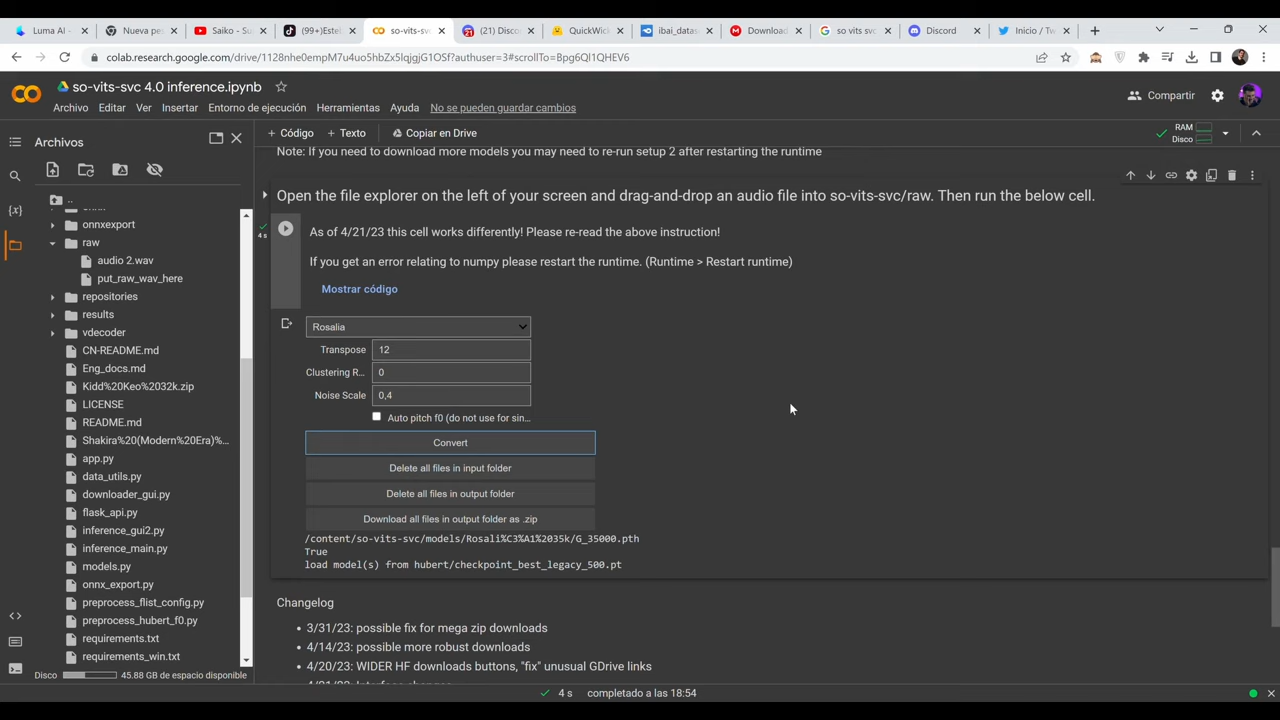 Luma AI -
Nueva pes
Saiko - Su
(99+)Estel
so-vits-sv
(21) Disco
QuickWick
ibai_datas
Download
so vits svc
Discord
Inicio / Tw
colab.research.google.com/drive/1128nhe0empM7u4uo5hbZx5lqjgjG1OSf?authuser=3#scrollTo=Bpg6Ql1QHEV6
so-vits-svc 4.0 inference.ipynb
Archivo Editar Ver Insertar Entorno de ejecución Herramientas Ayuda No se pueden guardar cambios
Compartir
Archivos
+ Código + Texto Copiar en Drive
RAM
Disco
Note: If you need to download more models you may need to re-run setup 2 after restarting the runtime
Open the file explorer on the left of your screen and drag-and-drop an audio file into so-vits-svc/raw. Then run the below cell.
4 s
As of 4/21/23 this cell works differently! Please re-read the above instruction!
If you get an error relating to numpy please restart the runtime. (Runtime > Restart runtime)
Mostrar código
..
onnxexport
raw
audio 2.wav
put_raw_wav_here
repositories
results
vdecoder
CN-README.md
Eng_docs.md
Kidd%20Keo%2032k.zip
LICENSE
README.md
Shakira%20(Modern%20Era)%...
app.py
data_utils.py
downloader_gui.py
flask_api.py
inference_gui2.py
inference_main.py
models.py
onnx_export.py
preprocess_flist_config.py
preprocess_hubert_f0.py
requirements.txt
requirements_win.txt
Disco 45.88 GB de espacio disponible
Rosalia
Transpose 12
Clustering R... 0
Noise Scale 0,4
Auto pitch f0 (do not use for sin...
Convert
Delete all files in input folder
Delete all files in output folder
Download all files in output folder as .zip
/content/so-vits-svc/models/Rosali%C3%A1%2035k/G_35000.pth
True
load model(s) from hubert/checkpoint_best_legacy_500.pt
Changelog
• 3/31/23: possible fix for mega zip downloads
• 4/14/23: possible more robust downloads
• 4/20/23: WIDER HF downloads buttons, "fix" unusual GDrive links
4 s completado a las 18:54